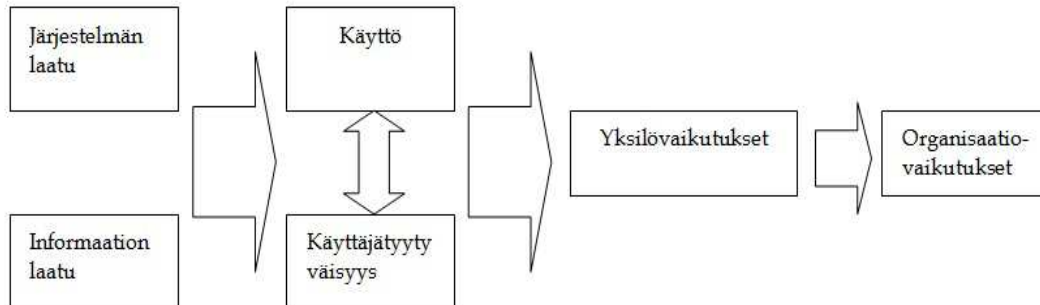 Järjestelmän
laatu
Käyttö
Yksilövaikutukset
Organisaatio-
vaikutukset
Informaation
laatu
Käyttäjätyyty
väisyys